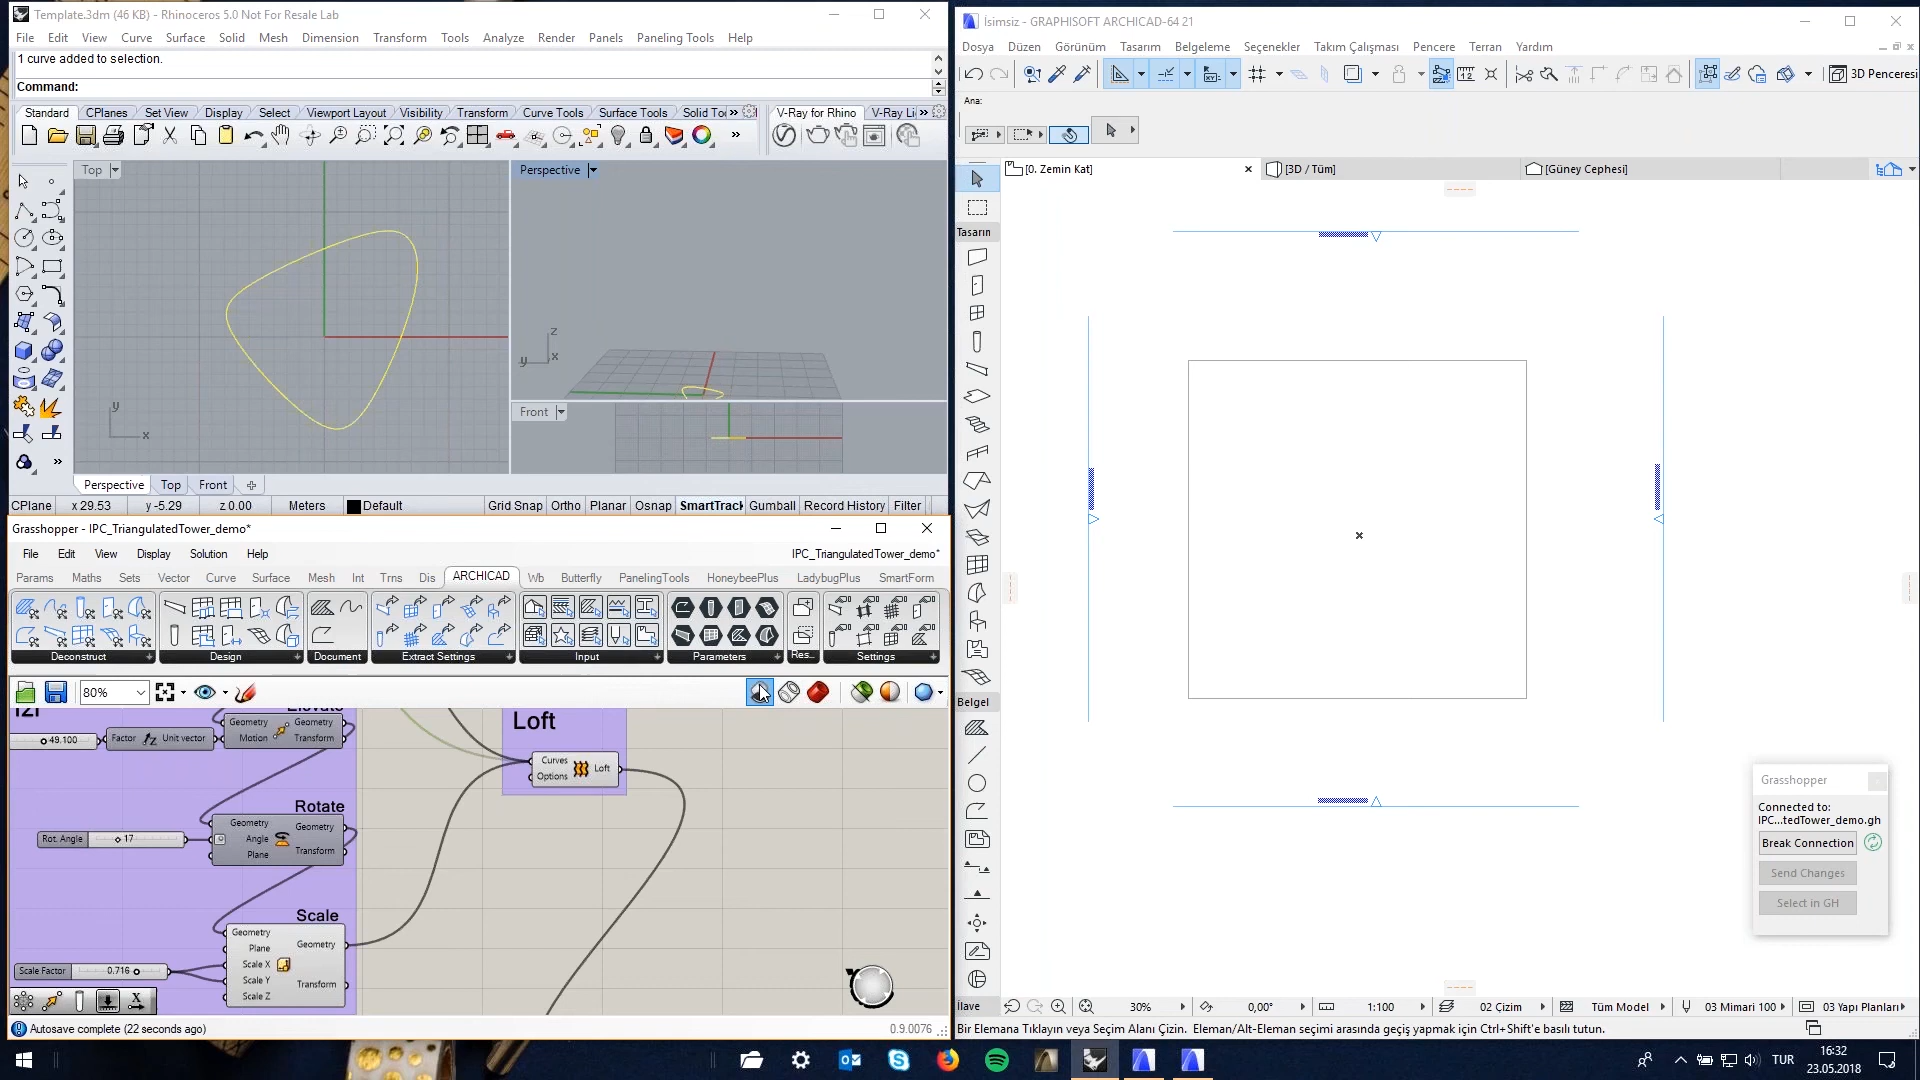 Template.3dm (46 KB) - Rhinoceros 5.0 Not For Resale Lab
File Edit View Curve Surface Solid Mesh Dimension Transform Tools Analyze Render Panels Paneling Tools Help
1 curve added to selection.
Command:
Standard CPlanes Set View Display Select Viewport Layout Visibility Transform Curve Tools Surface Tools Solid Too »
V-Ray for Rhino V-Ray Li »
Top
Perspective
z
y x
y
x
Front
Perspective Top Front
CPlane x 29.53 y -5.29 z 0.00 Meters Default Grid Snap Ortho Planar Osnap SmartTrack Gumball Record History Filter
Grasshopper - IPC_TriangulatedTower_demo*
File Edit View Display Solution Help
IPC_TriangulatedTower_demo*
Params Maths Sets Vector Curve Surface Mesh Int Trns Dis ARCHICAD Wb Butterfly PanelingTools HoneybeePlus LadybugPlus SmartForm
Deconstruct Design Document Extract Settings Input Parameters Res... Settings
80%
Elevate
49.100
Factor Unit vector
Geometry Geometry
Motion Transform
Loft
Curves
Options
Loft
Rotate
Rot. Angle 17
Geometry
Angle
Plane
Geometry
Transform
Scale
Geometry
Plane
Scale X
Scale Y
Scale Z
Geometry
Transform
Scale Factor 0.716
Autosave complete (22 seconds ago)
0.9.0076
İsimsiz - GRAPHISOFT ARCHICAD-64 21
Dosya Düzen Görünüm Tasarım Belgeleme Seçenekler Takım Çalışması Pencere Terran Yardım
3D Penceresi
Ana:
[0. Zemin Kat]
[3D / Tüm]
[Güney Cephesi]
Tasarın
Belgel
İlave
Grasshopper
Connected to:
IPC...tedTower_demo.gh
Break Connection
Send Changes
Select in GH
30% 0,00° 1:100 02 Çizim Tüm Model 03 Mimari 100 03 Yapı Planları
Bir Elemana Tıklayın veya Seçim Alanı Çizin. Eleman/Alt-Eleman seçimi arasında geçiş yapmak için Ctrl+Shift'e basılı tutun.
TUR
16:32
23.05.2018